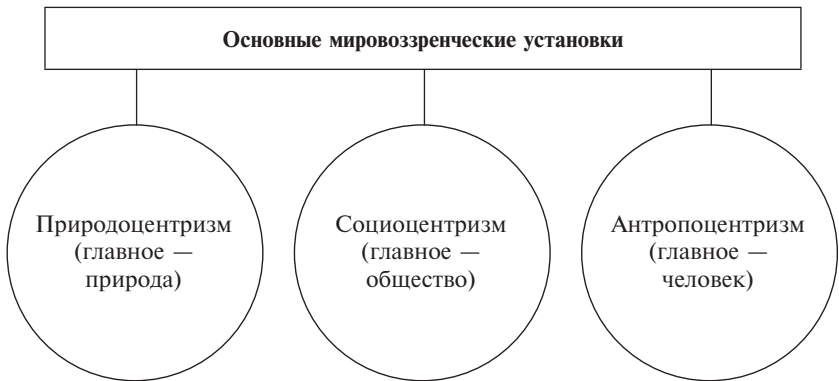 Основные мировоззренческие установки
Природоцентризм
(главное —
природа)
Социоцентризм
(главное —
общество)
Антропоцентризм
(главное —
человек)